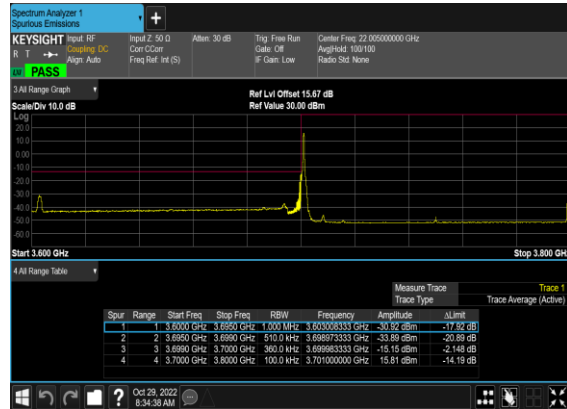 Spectrum Analyzer 1
Spurious Emissions
KEYSIGHT Input: RF Input Z: 50 Ω Atten: 30 dB Trig: Free Run Center Freq: 22.005000000 GHz
R T Coupling: DC Corr CCorr Gate: Off Avg|Hold: 100/100
Align: Auto Freq Ref: Int (S) IF Gain: Low Radio Std: None
PASS
3 All Range Graph
Ref Lvl Offset 15.67 dB
Scale/Div 10.0 dB Ref Value 30.00 dBm
Log
20.0
10.0
0.00
-10.0
-20.0
-30.0
-40.0
-50.0
-60.0
Start 3.600 GHz Stop 3.800 GHz
4 All Range Table
Measure Trace Trace 1
Trace Type Trace Average (Active)
Spur Range Start Freq Stop Freq RBW Frequency Amplitude ΔLimit
1 1 3.6000 GHz 3.6950 GHz 1.000 MHz 3.603008333 GHz -30.92 dBm -17.92 dB
2 2 3.6950 GHz 3.6990 GHz 510.0 kHz 3.698973333 GHz -33.89 dBm -20.89 dB
3 3 3.6990 GHz 3.7000 GHz 360.0 kHz 3.699983333 GHz -15.15 dBm -2.148 dB
4 4 3.7000 GHz 3.8000 GHz 100.0 kHz 3.701000000 GHz 15.81 dBm -14.19 dB
? Oct 29, 2022
8:34:38 AM